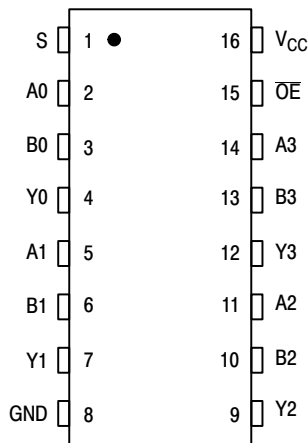 S 1 16 VCC
A0 2 15 OE
B0 3 14 A3
Y0 4 13 B3
A1 5 12 Y3
B1 6 11 A2
Y1 7 10 B2
GND 8 9 Y2